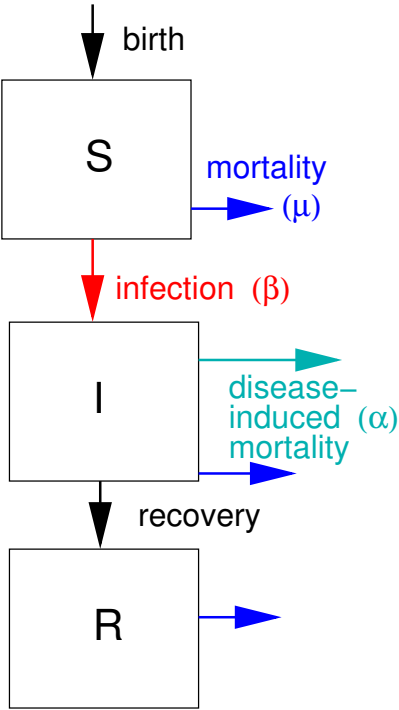 birth
S
mortality
(μ)
infection (β)
I
disease–
induced (α)
mortality
recovery
R